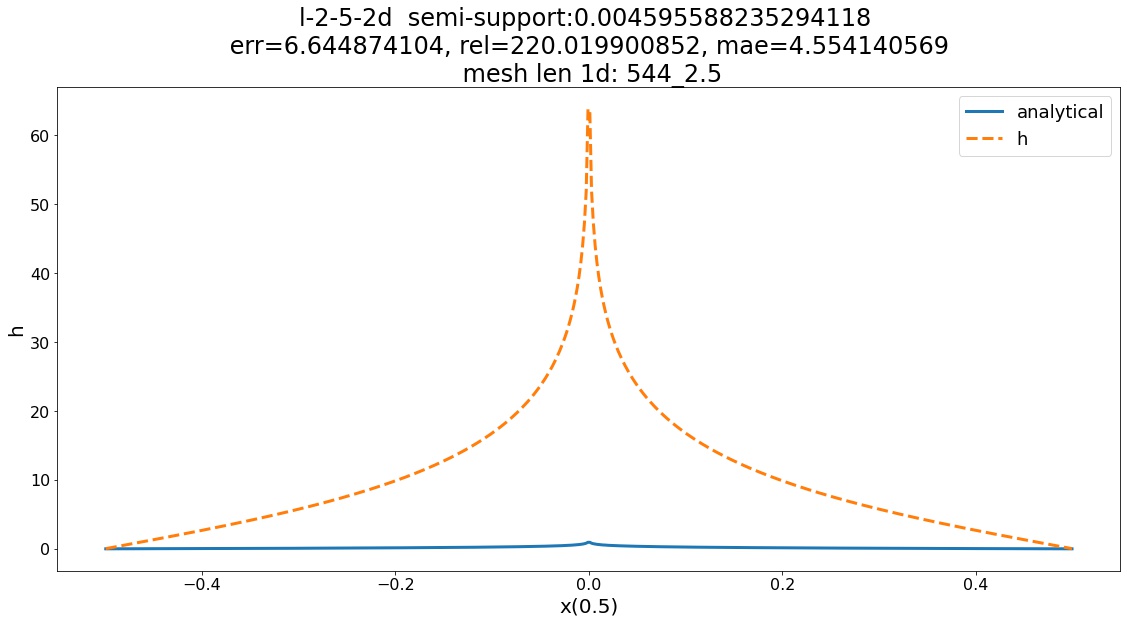 l-2-5-2d  semi-support:0.004595588235294118
err=6.644874104, rel=220.019900852, mae=4.554140569
mesh len 1d: 544_2.5
analytical
h
60
50
40
30
20
10
0
h
−0.4
−0.2
0.0
0.2
0.4
x(0.5)